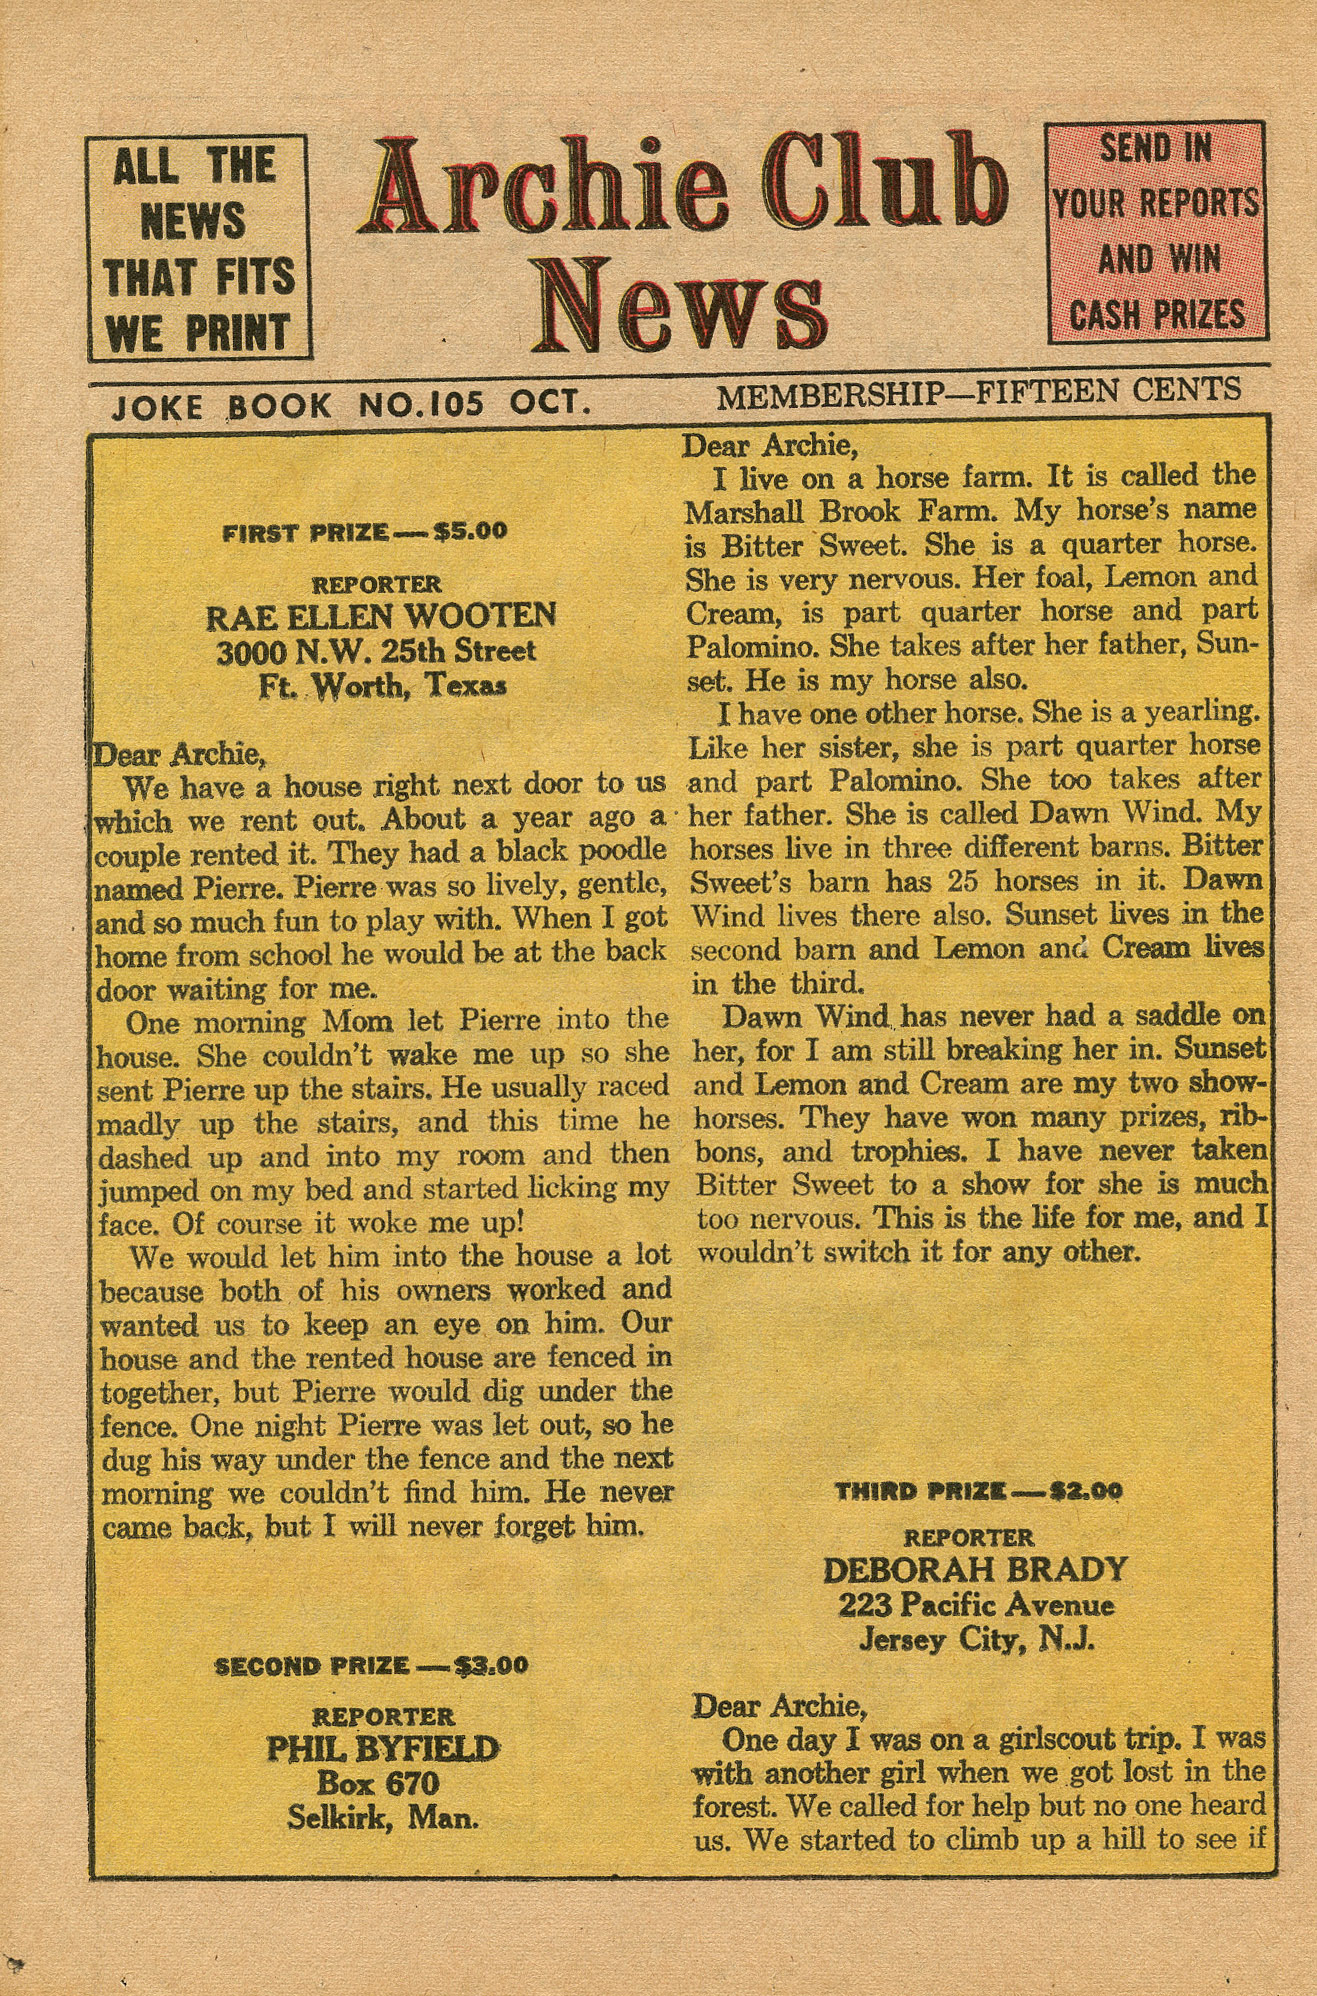 ALL THE
NEWS
THAT FITS
WE PRINT
Archie Club
News
SEND IN
YOUR REPORTS
AND WIN
CASH PRIZES
JOKE BOOK NO.105 OCT.
MEMBERSHIP—FIFTEEN CENTS
FIRST PRIZE—$5.00
REPORTER
RAE ELLEN WOOTEN
3000 N.W. 25th Street
Ft. Worth, Texas
Dear Archie,
We have a house right next door to us
which we rent out. About a year ago a
couple rented it. They had a black poodle
named Pierre. Pierre was so lively, gentle,
and so much fun to play with. When I got
home from school he would be at the back
door waiting for me.
One morning Mom let Pierre into the
house. She couldn't wake me up so she
sent Pierre up the stairs. He usually raced
madly up the stairs, and this time he
dashed up and into my room and then
jumped on my bed and started licking my
face. Of course it woke me up!
We would let him into the house a lot
because both of his owners worked and
wanted us to keep an eye on him. Our
house and the rented house are fenced in
together, but Pierre would dig under the
fence. One night Pierre was let out, so he
dug his way under the fence and the next
morning we couldn't find him. He never
came back, but I will never forget him.
SECOND PRIZE—$3.00
REPORTER
PHIL BYFIELD
Box 670
Selkirk, Man.
Dear Archie,
I live on a horse farm. It is called the
Marshall Brook Farm. My horse's name
is Bitter Sweet. She is a quarter horse.
She is very nervous. Her foal, Lemon and
Cream, is part quarter horse and part
Palomino. She takes after her father, Sun-
set. He is my horse also.
I have one other horse. She is a yearling.
Like her sister, she is part quarter horse
and part Palomino. She too takes after
her father. She is called Dawn Wind. My
horses live in three different barns. Bitter
Sweet's barn has 25 horses in it. Dawn
Wind lives there also. Sunset lives in the
second barn and Lemon and Cream lives
in the third.
Dawn Wind has never had a saddle on
her, for I am still breaking her in. Sunset
and Lemon and Cream are my two show-
horses. They have won many prizes, rib-
bons, and trophies. I have never taken
Bitter Sweet to a show for she is much
too nervous. This is the life for me, and I
wouldn't switch it for any other.
THIRD PRIZE—$2.00
REPORTER
DEBORAH BRADY
223 Pacific Avenue
Jersey City, N.J.
Dear Archie,
One day I was on a girlscout trip. I was
with another girl when we got lost in the
forest. We called for help but no one heard
us. We started to climb up a hill to see if